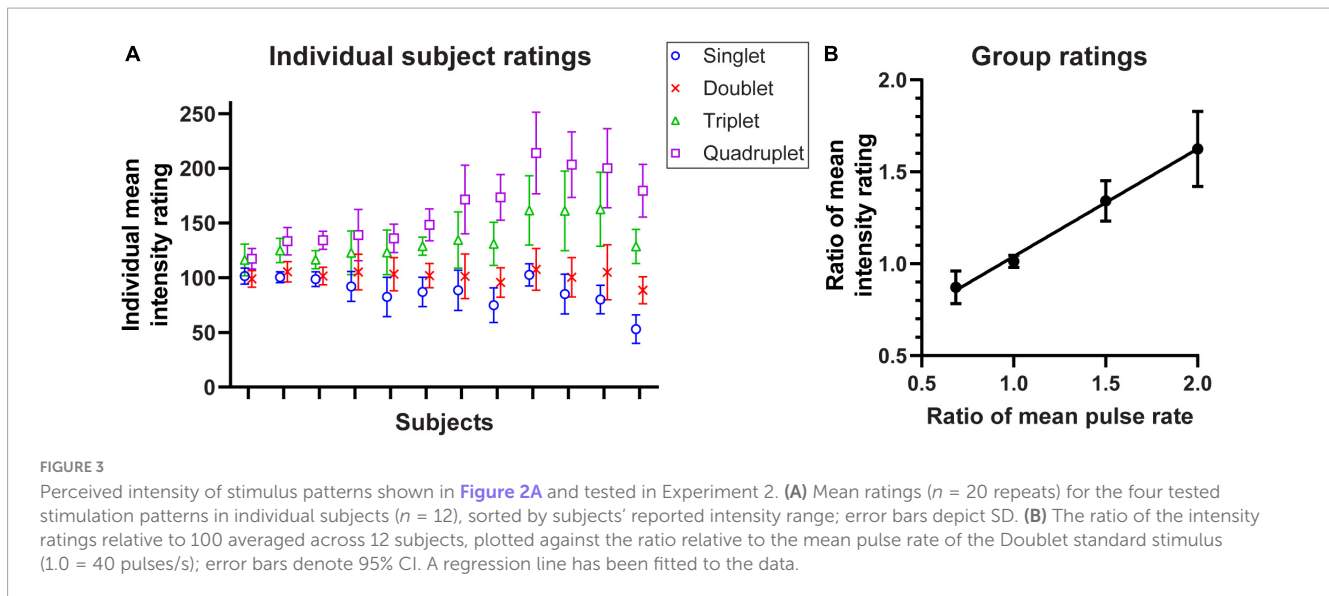 A
Individual subject ratings
Singlet
Doublet
Triplet
Quadruplet
Individual mean
intensity rating
250
200
150
100
50
0
Subjects
B
Group ratings
Ratio of mean
intensity rating
2.0
1.5
1.0
0.5
0.5 1.0 1.5 2.0
Ratio of mean pulse rate
FIGURE 3
Perceived intensity of stimulus patterns shown in Figure 2A and tested in Experiment 2. (A) Mean ratings (n = 20 repeats) for the four tested
stimulation patterns in individual subjects (n = 12), sorted by subjects' reported intensity range; error bars depict SD. (B) The ratio of the intensity
ratings relative to 100 averaged across 12 subjects, plotted against the ratio relative to the mean pulse rate of the Doublet standard stimulus
(1.0 = 40 pulses/s); error bars denote 95% CI. A regression line has been fitted to the data.